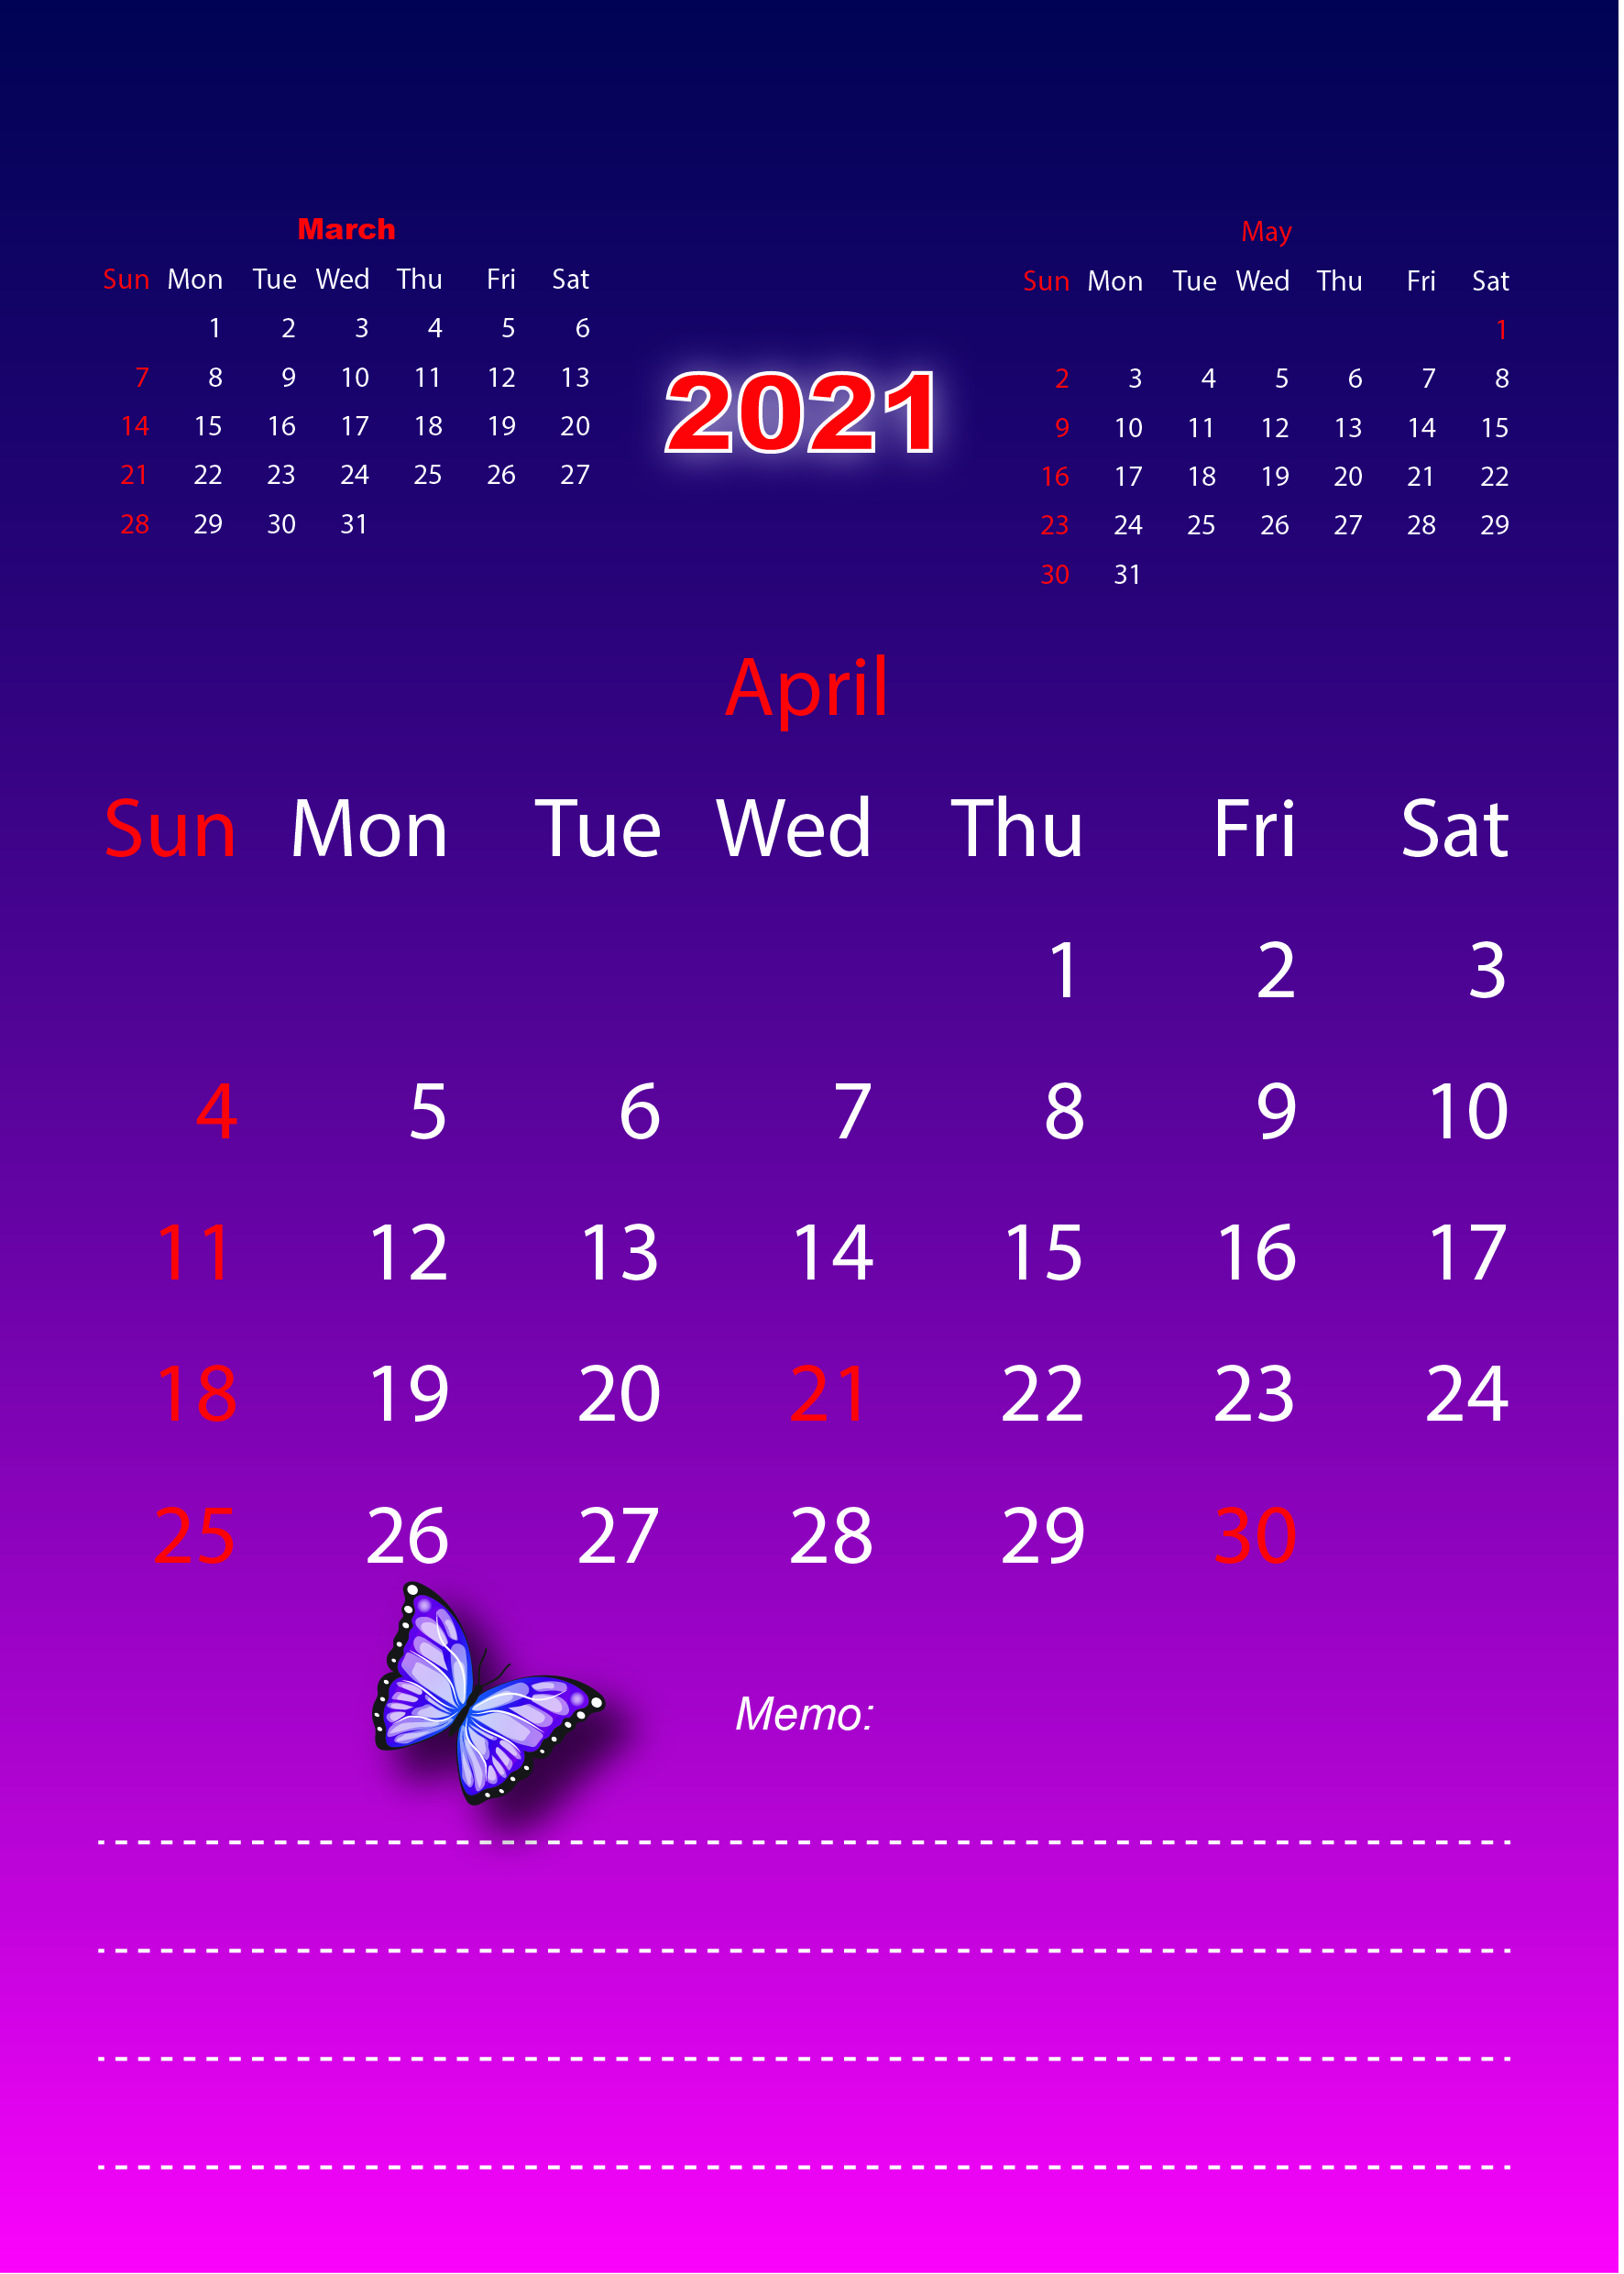 March
Sun Mon Tue Wed Thu Fri Sat
1 2 3 4 5 6
7 8 9 10 11 12 13
14 15 16 17 18 19 20
21 22 23 24 25 26 27
28 29 30 31
2021
May
Sun Mon Tue Wed Thu Fri Sat
1
2 3 4 5 6 7 8
9 10 11 12 13 14 15
16 17 18 19 20 21 22
23 24 25 26 27 28 29
30 31
April
Sun Mon Tue Wed Thu Fri Sat
1 2 3
4 5 6 7 8 9 10
11 12 13 14 15 16 17
18 19 20 21 22 23 24
25 26 27 28 29 30
Memo: